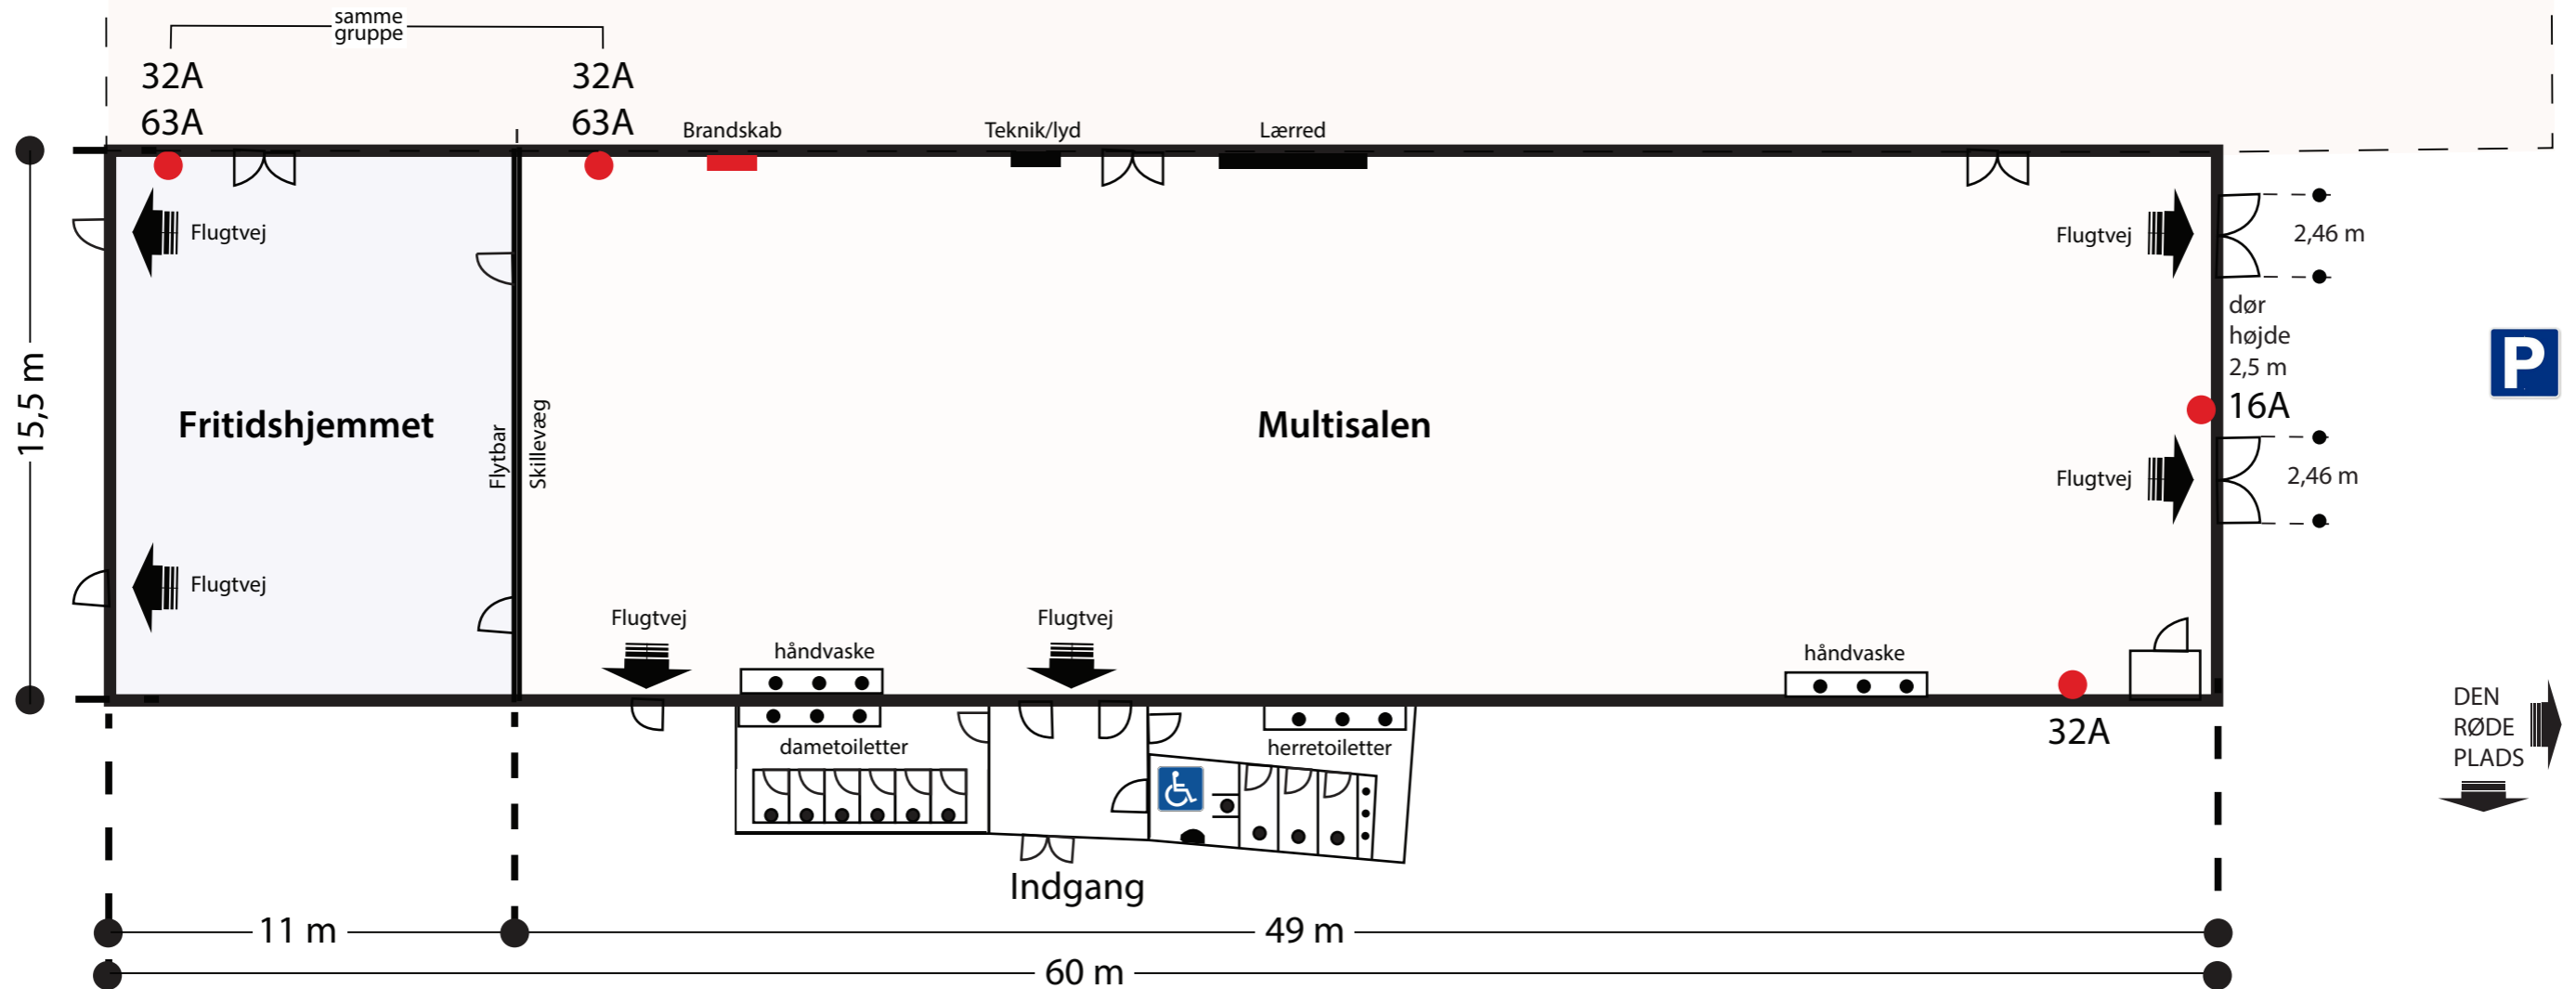 samme
gruppe
32A
63A
32A
63A
Brandskab
Teknik/lyd
Lærred
Flugtvej
Flugtvej
2,46 m
dør
højde
2,5 m
16A
P
15,5 m
Fritidshjemmet
Flytbar
Skillevæg
Multisalen
Flugtvej
2,46 m
Flugtvej
Flugtvej
Flugtvej
håndvaske
håndvaske
32A
DEN
RØDE
PLADS
dametoiletter
herretoiletter
Indgang
11 m
49 m
60 m